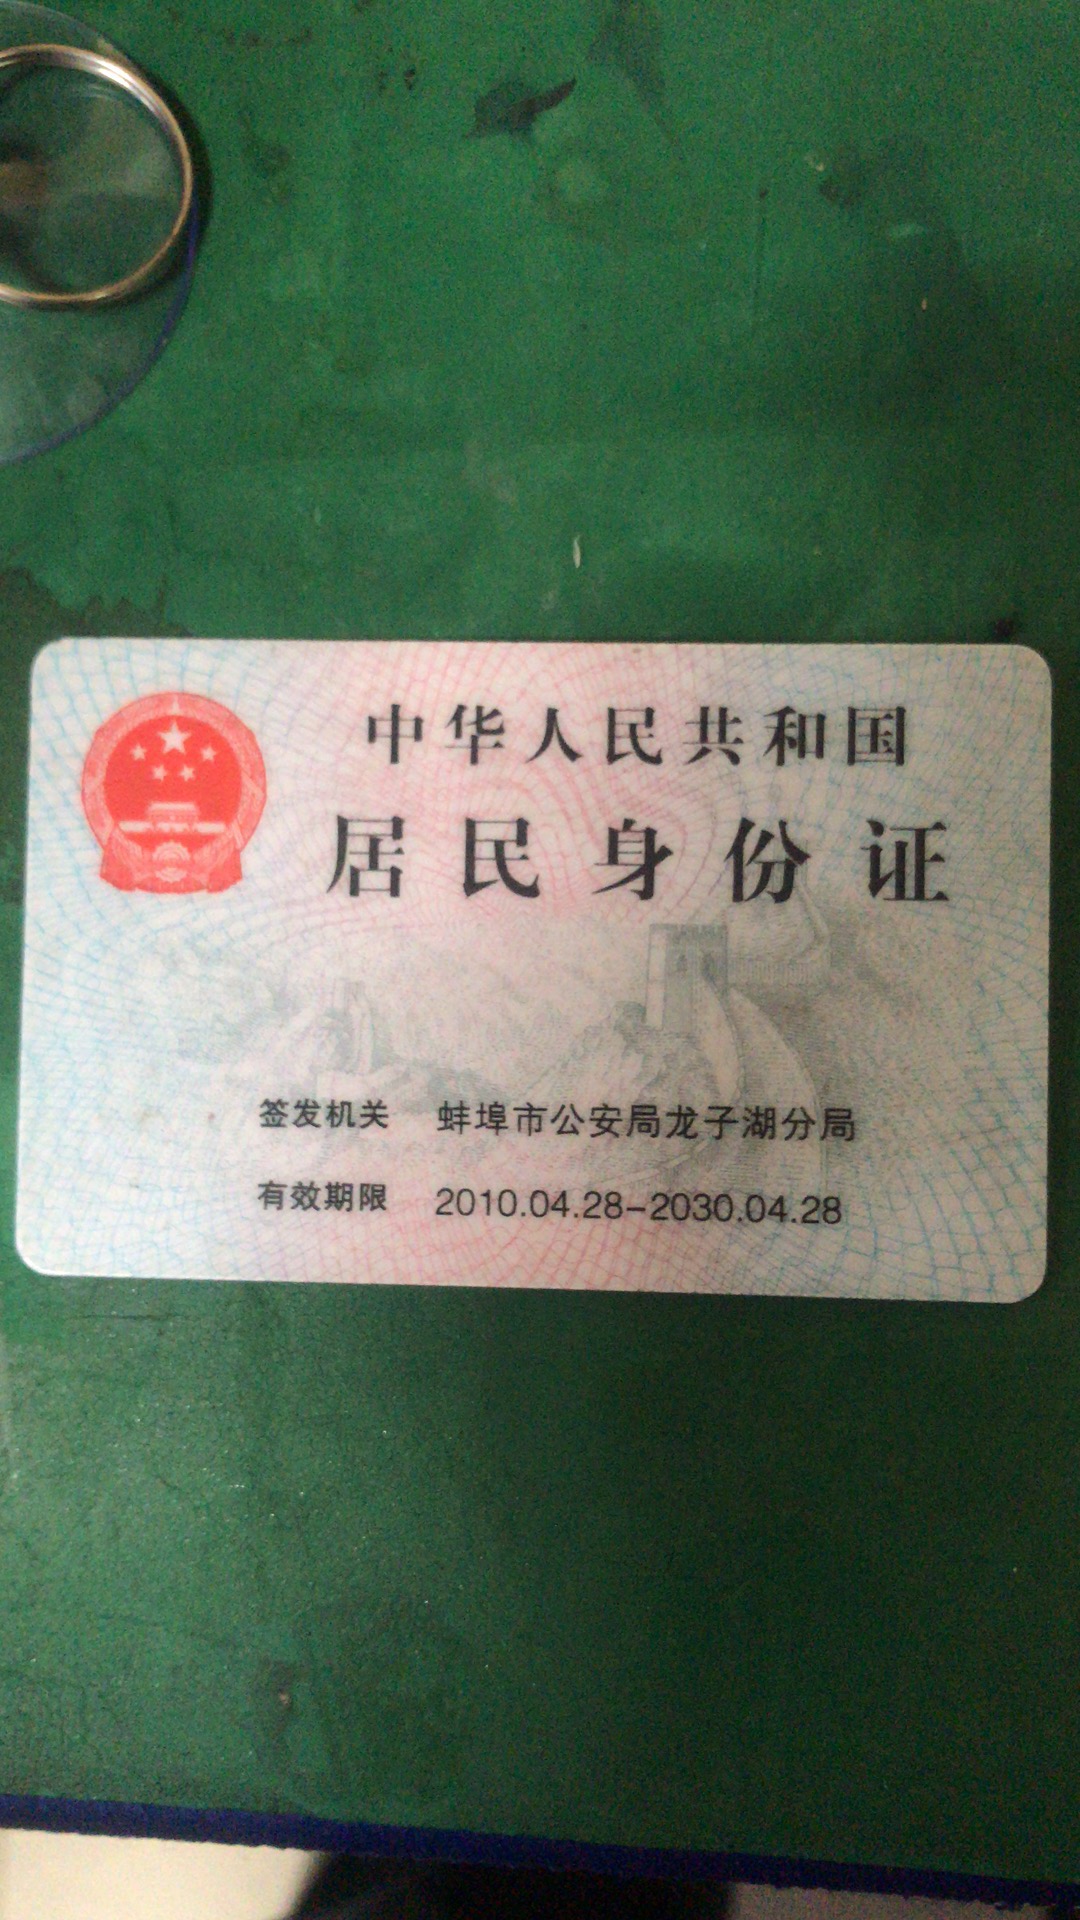 中华人民共和国
居民身份证
签发机关 蚌埠市公安局龙子湖分局
有效期限 2010.04.28-2030.04.28